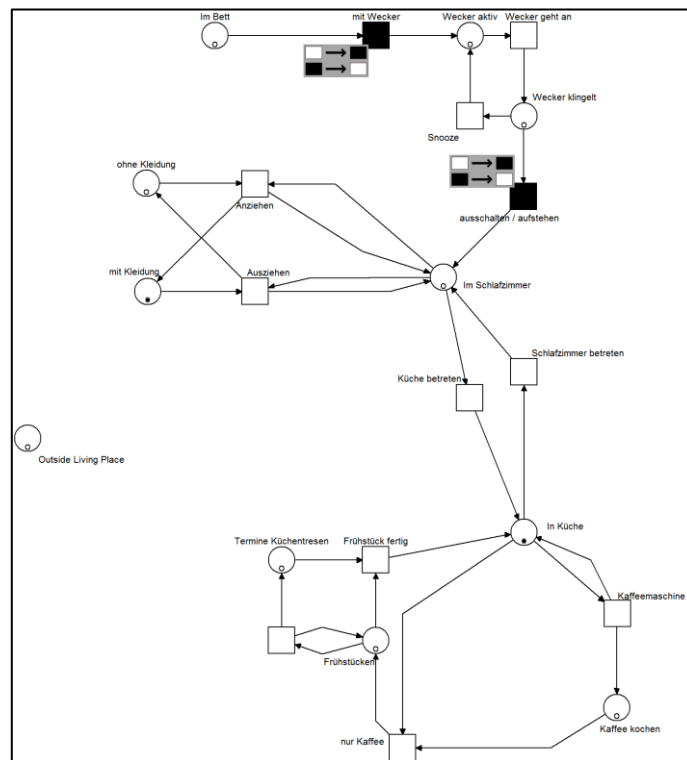 Im Bett
mit Wecker
Wecker aktiv
Wecker geht an
Wecker klingelt
Snooze
ohne Kleidung
Anziehen
ausschalten / aufstehen
mit Kleidung
Ausziehen
Im Schlafzimmer
Schlafzimmer betreten
Küche betreten
Outside Living Place
In Küche
Termine Küchentresen
Frühstück fertig
Kaffeemaschine
Frühstücken
Kaffee kochen
nur Kaffee